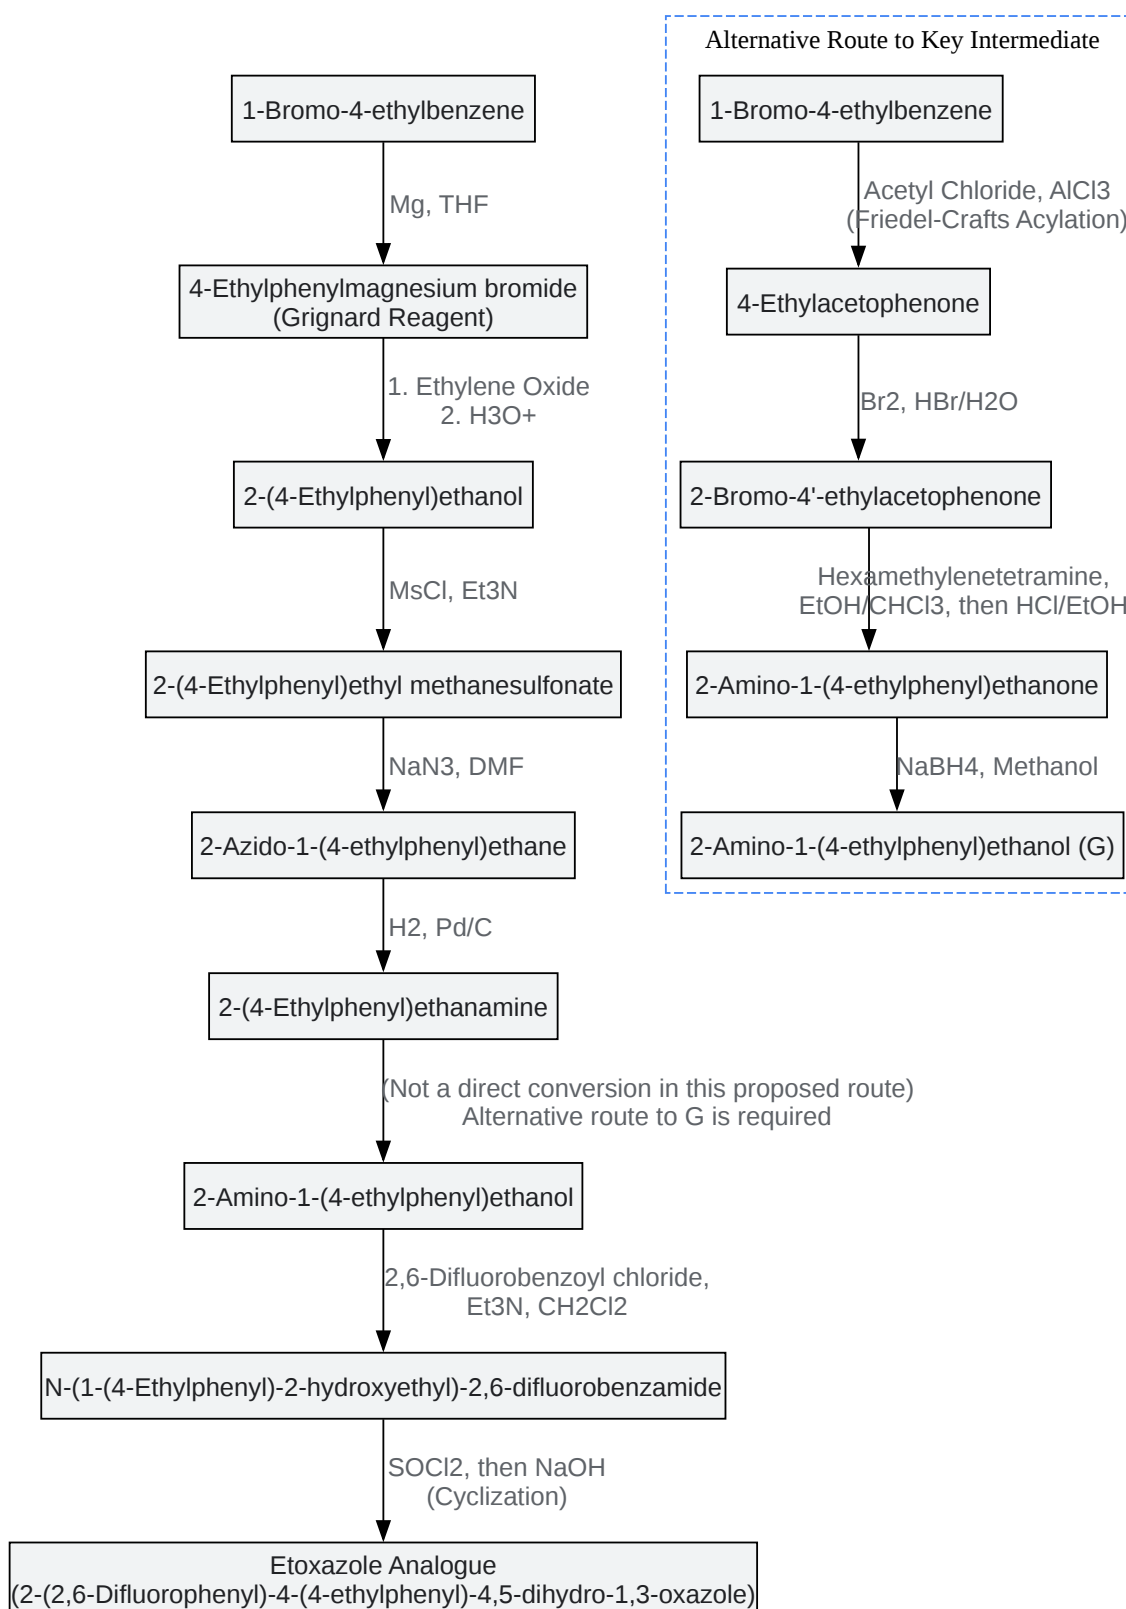 1-Bromo-4-ethylbenzene
Mg, THF
4-Ethylphenylmagnesium bromide
(Grignard Reagent)
1. Ethylene Oxide
2. H3O+
2-(4-Ethylphenyl)ethanol
MsCl, Et3N
2-(4-Ethylphenyl)ethyl methanesulfonate
NaN3, DMF
2-Azido-1-(4-ethylphenyl)ethane
H2, Pd/C
2-(4-Ethylphenyl)ethanamine
(Not a direct conversion in this proposed route)
Alternative route to G is required
2-Amino-1-(4-ethylphenyl)ethanol
2,6-Difluorobenzoyl chloride,
Et3N, CH2Cl2
N-(1-(4-Ethylphenyl)-2-hydroxyethyl)-2,6-difluorobenzamide
SOCl2, then NaOH
(Cyclization)
Etoxazole Analogue
(2-(2,6-Difluorophenyl)-4-(4-ethylphenyl)-4,5-dihydro-1,3-oxazole)
Alternative Route to Key Intermediate
1-Bromo-4-ethylbenzene
Acetyl Chloride, AlCl3
(Friedel-Crafts Acylation)
4-Ethylacetophenone
Br2, HBr/H2O
2-Bromo-4'-ethylacetophenone
Hexamethylenetetramine,
EtOH/CHCl3, then HCl/EtOH
2-Amino-1-(4-ethylphenyl)ethanone
NaBH4, Methanol
2-Amino-1-(4-ethylphenyl)ethanol (G)